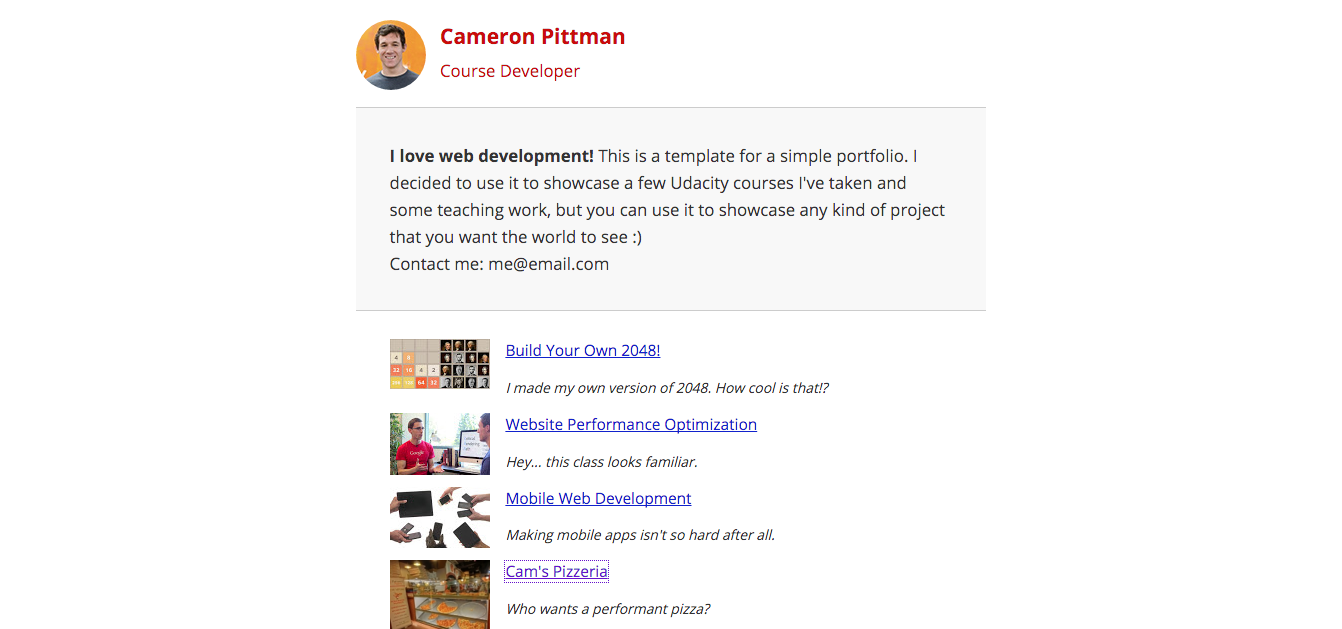 Cameron Pittman
Course Developer
I love web development! This is a template for a simple portfolio. I
decided to use it to showcase a few Udacity courses I've taken and
some teaching work, but you can use it to showcase any kind of project
that you want the world to see :)
Contact me: me@email.com
Build Your Own 2048!
I made my own version of 2048. How cool is that!?
Website Performance Optimization
Hey... this class looks familiar.
Mobile Web Development
Making mobile apps isn't so hard after all.
Cam's Pizzeria
Who wants a performant pizza?